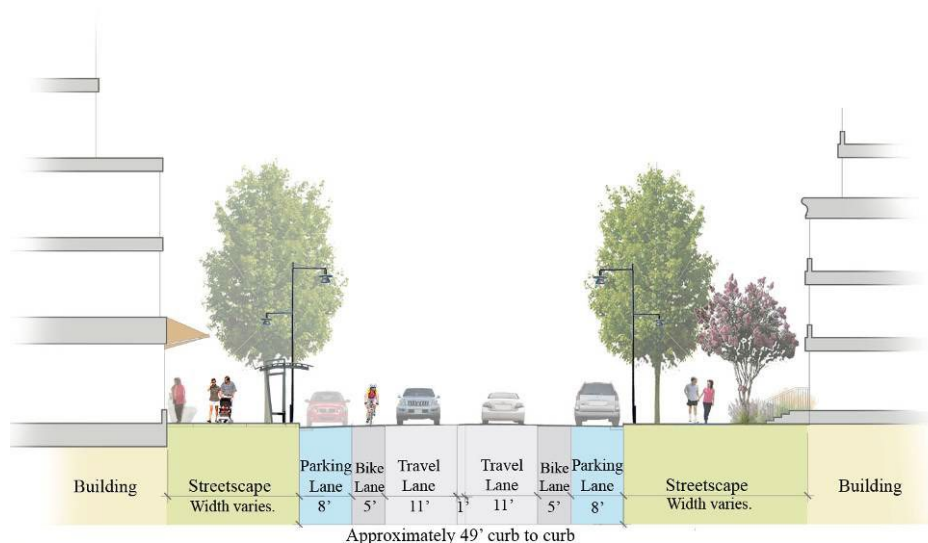 Building
Streetscape
Width varies.
Parking
Lane
8’
Bike
Lane
5’
Travel
Lane
11’
1’
Travel
Lane
11’
Bike
Lane
5’
Parking
Lane
8’
Streetscape
Width varies.
Building
Approximately 49’ curb to curb